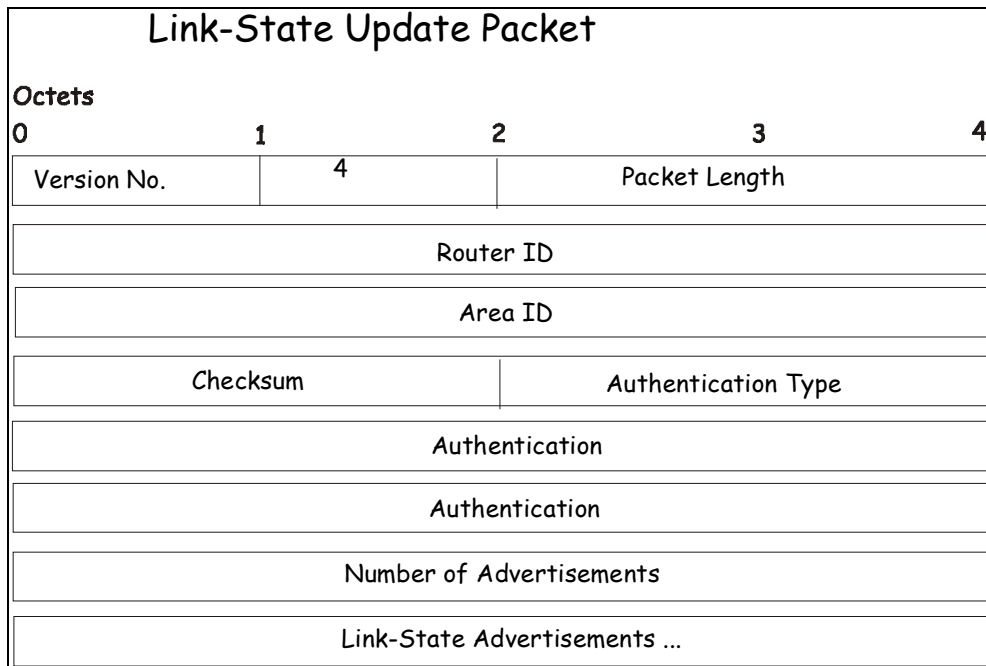 Link-State Update Packet
Octets
0 1 2 3 4
Version No. 4 Packet Length
Router ID
Area ID
Checksum Authentication Type
Authentication
Authentication
Number of Advertisements
Link-State Advertisements ...